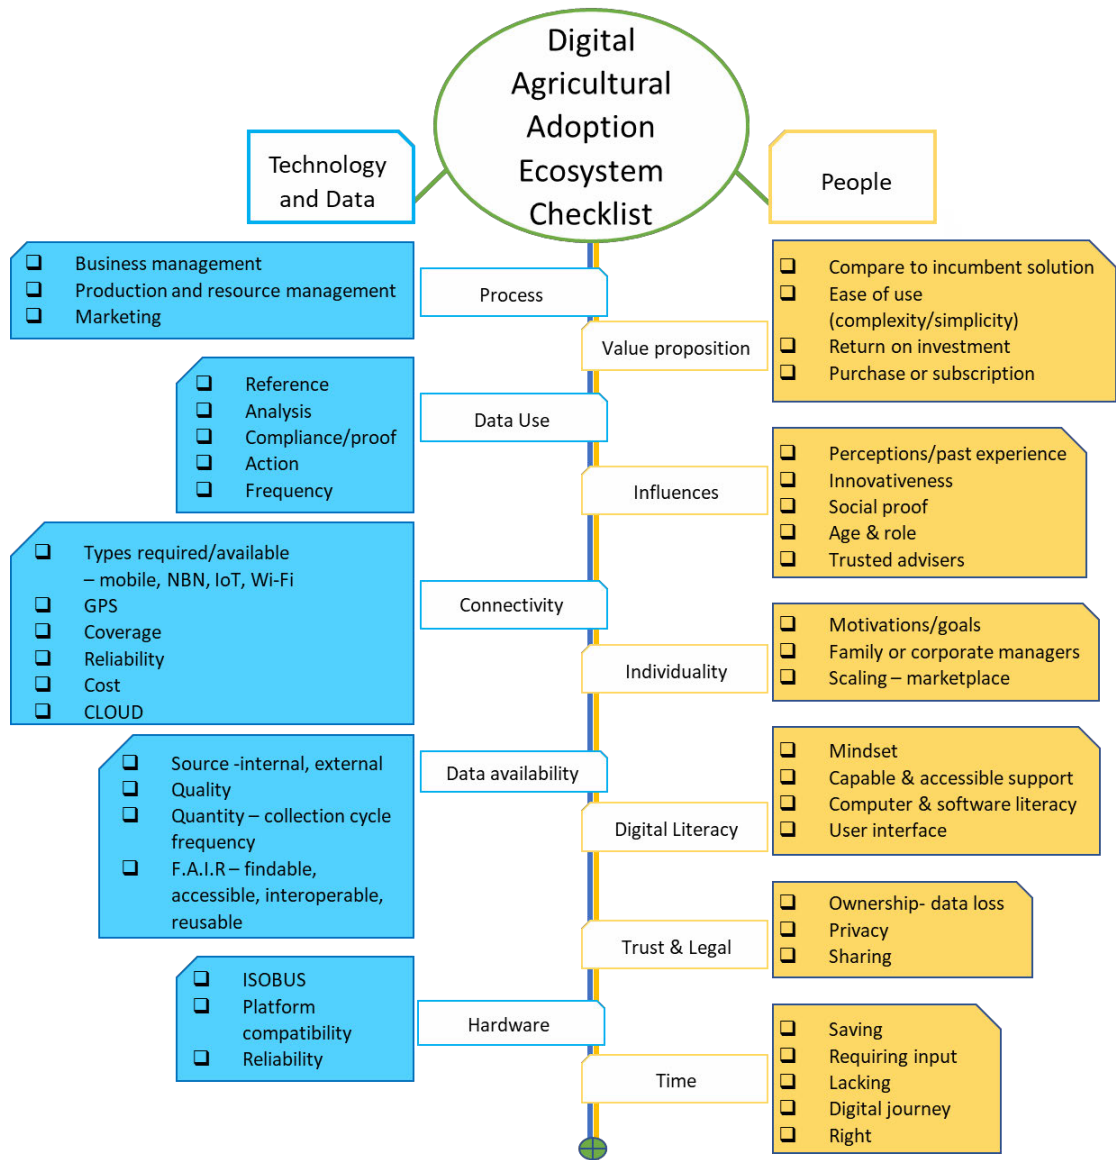 Digital
Agricultural
Adoption
Ecosystem
Checklist
Technology
and Data
Business management
Production and resource management
Marketing
Process
Reference
Analysis
Compliance/proof
Action
Frequency
Data Use
Types required/available
– mobile, NBN, IoT, Wi-Fi
GPS
Coverage
Reliability
Cost
CLOUD
Connectivity
Source -internal, external
Quality
Quantity – collection cycle
frequency
F.A.I.R – findable,
accessible, interoperable,
reusable
Data availability
ISOBUS
Platform
compatibility
Reliability
Hardware
People
Value proposition
Compare to incumbent solution
Ease of use
(complexity/simplicity)
Return on investment
Purchase or subscription
Influences
Perceptions/past experience
Innovativeness
Social proof
Age & role
Trusted advisers
Individuality
Motivations/goals
Family or corporate managers
Scaling – marketplace
Digital Literacy
Mindset
Capable & accessible support
Computer & software literacy
User interface
Trust & Legal
Ownership- data loss
Privacy
Sharing
Time
Saving
Requiring input
Lacking
Digital journey
Right